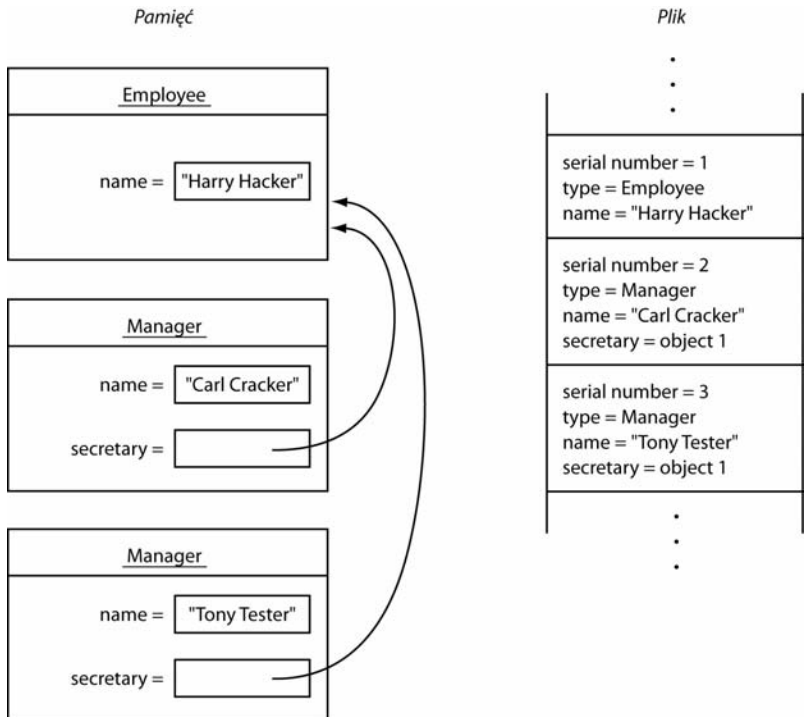 Pamięć
Employee
name = "Harry Hacker"
Manager
name = "Carl Cracker"
secretary =
Manager
name = "Tony Tester"
secretary =
Plik
serial number = 1
type = Employee
name = "Harry Hacker"
serial number = 2
type = Manager
name = "Carl Cracker"
secretary = object 1
serial number = 3
type = Manager
name = "Tony Tester"
secretary = object 1